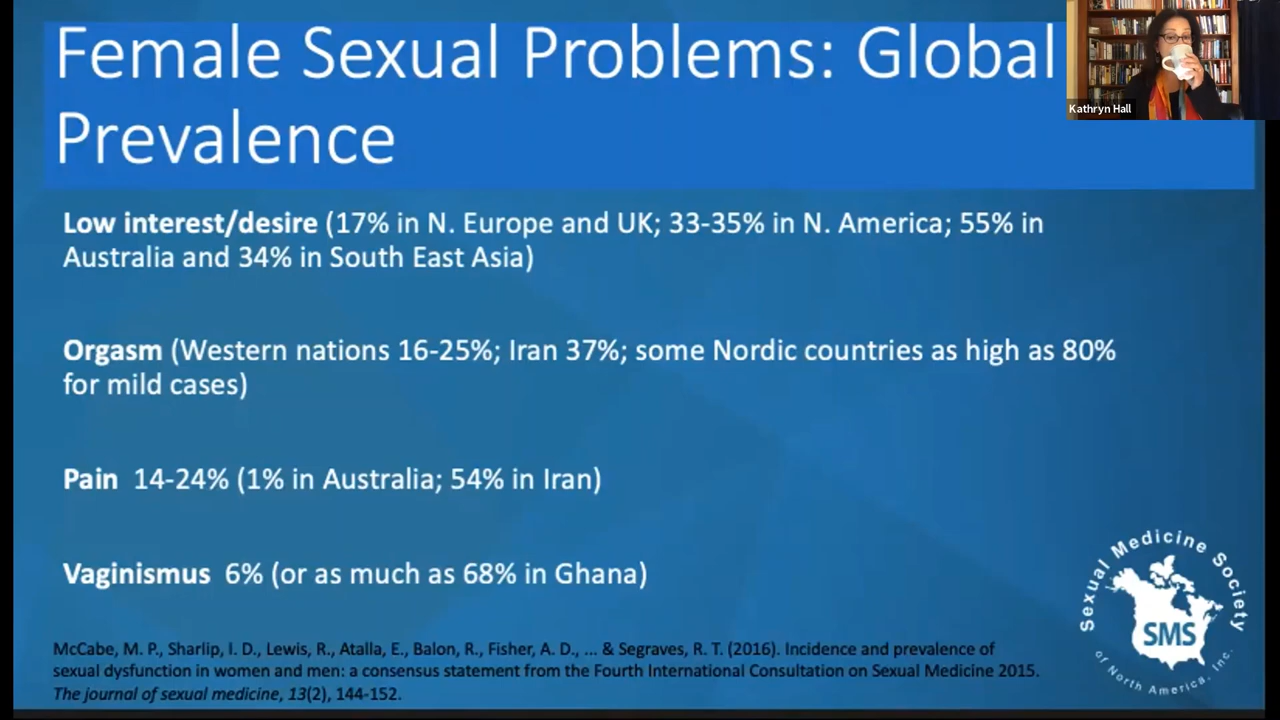 Female Sexual Problems: Global
Prevalence
Kathryn Hall
Low interest/desire (17% in N. Europe and UK; 33-35% in N. America; 55% in
Australia and 34% in South East Asia)
Orgasm (Western nations 16-25%; Iran 37%; some Nordic countries as high as 80%
for mild cases)
Pain 14-24% (1% in Australia; 54% in Iran)
Vaginismus 6% (or as much as 68% in Ghana)
McCabe, M. P., Sharlip, I. D., Lewis, R., Atalla, E., Balon, R., Fisher, A. D., ... & Segraves, R. T. (2016). Incidence and prevalence of
sexual dysfunction in women and men: a consensus statement from the Fourth International Consultation on Sexual Medicine 2015.
The journal of sexual medicine, 13(2), 144-152.
Sexual Medicine Society
SMS
of North America, Inc.